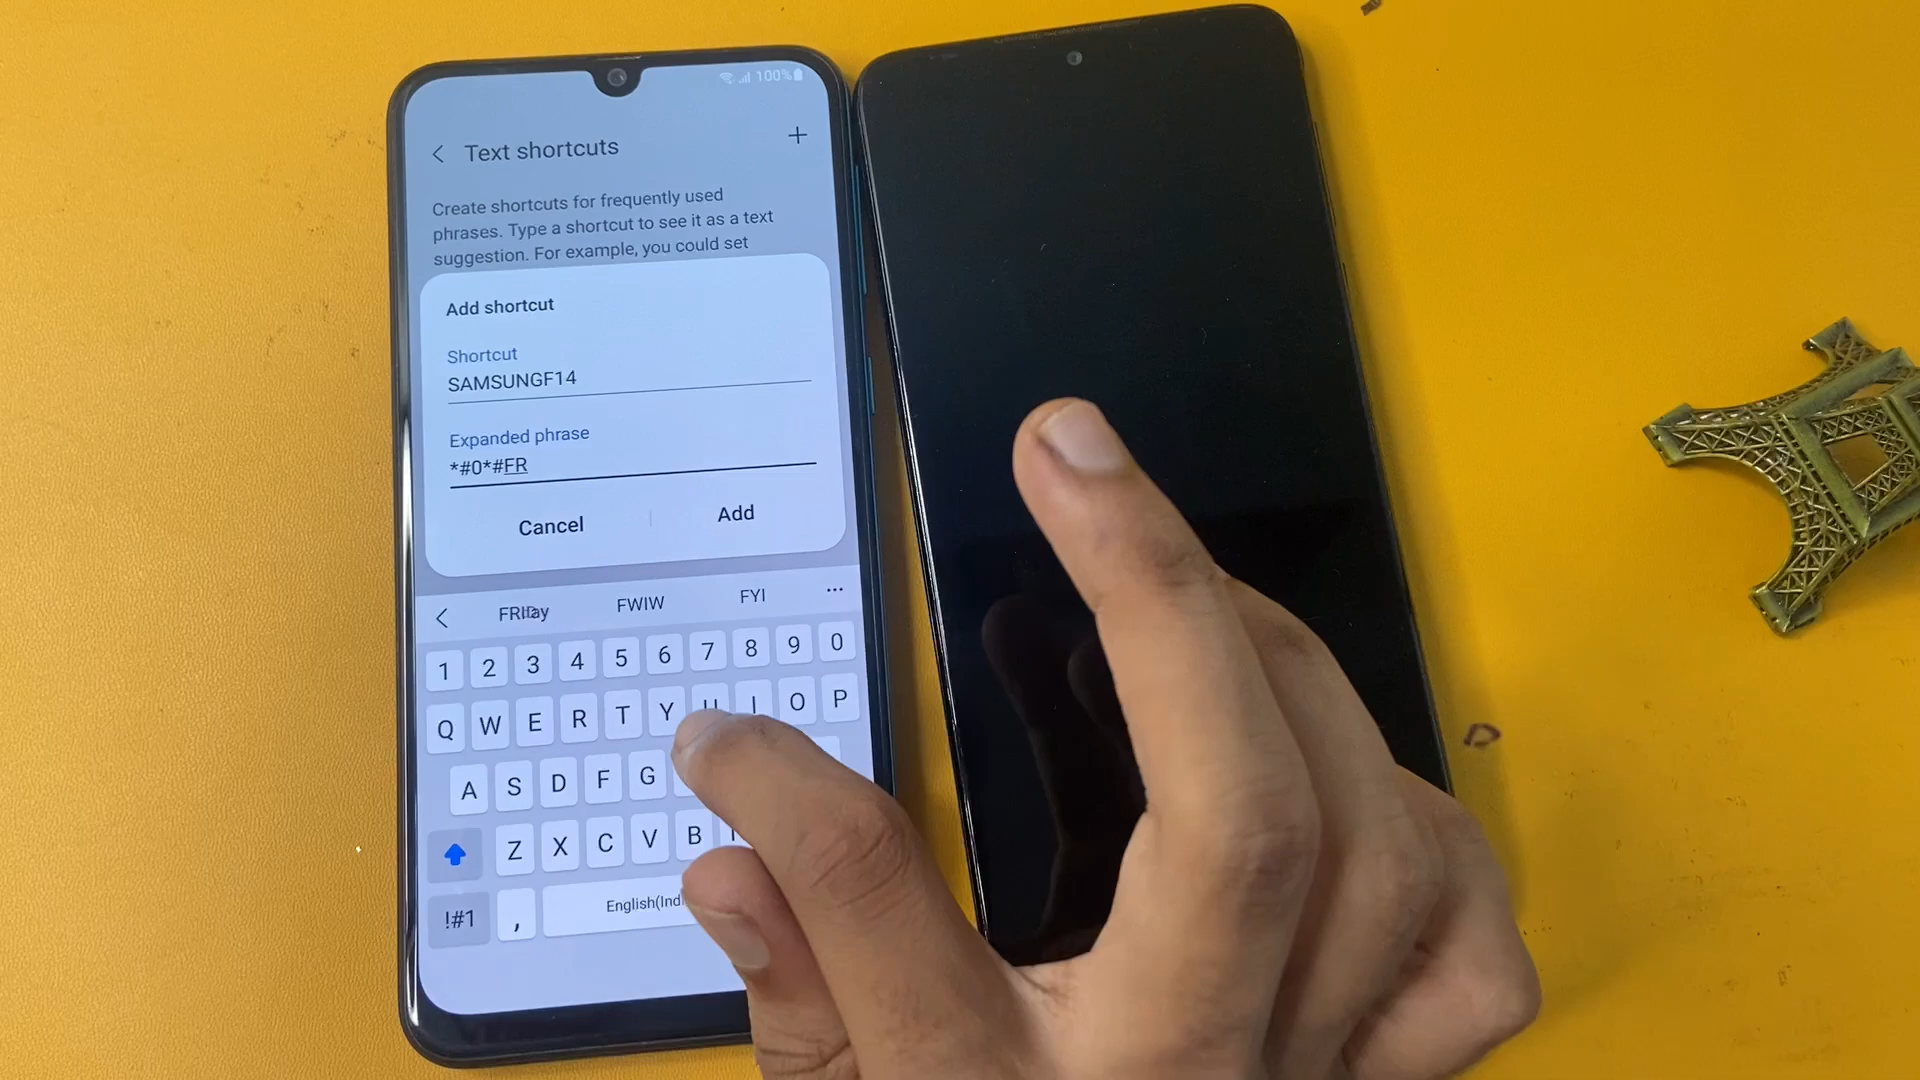 100%
Text shortcuts
+
Create shortcuts for frequently used
phrases. Type a shortcut to see it as a text
suggestion. For example, you could set
Add shortcut
Shortcut
SAMSUNGF14
Expanded phrase
*#0*#FR
Cancel
Add
FWIW
FYI
...
1 2 3 4 5 6 7 8 9 0
Q W E R T Y U I O P
A S D F G
Z X C V B
!#1 , English(Ind